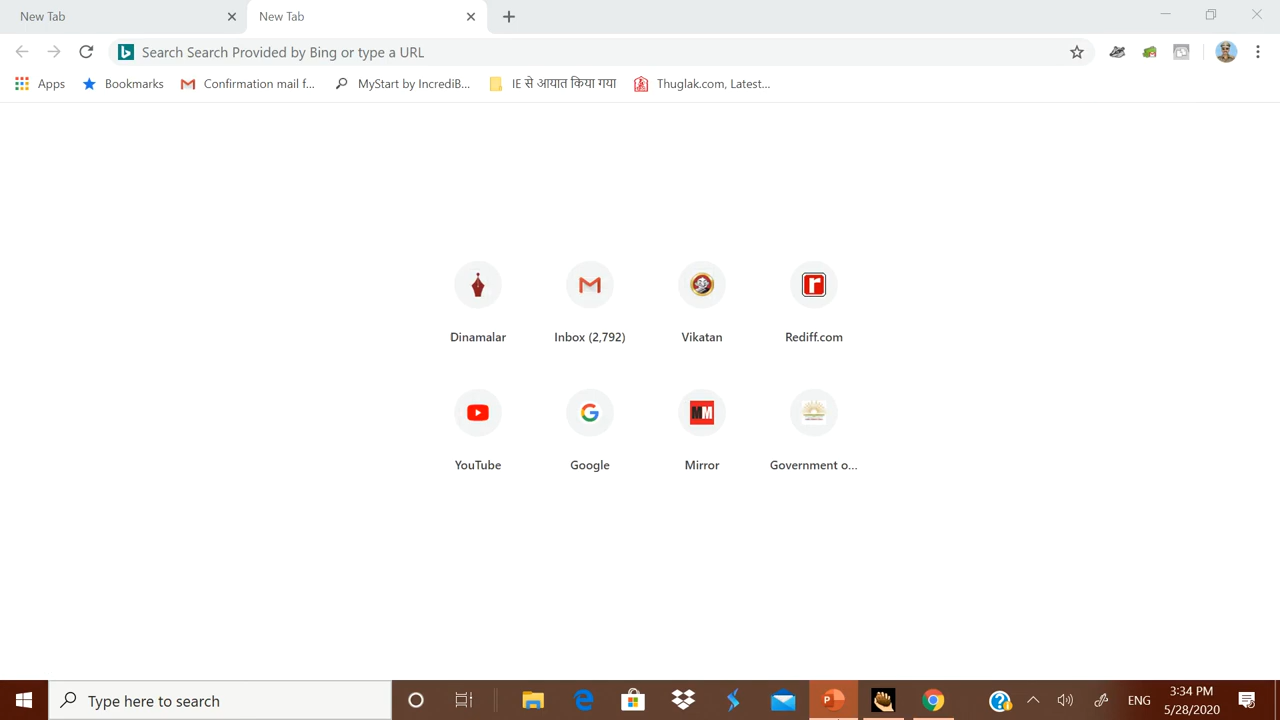 New Tab
New Tab
Search Search Provided by Bing or type a URL
Apps
Bookmarks
Confirmation mail f...
MyStart by IncrediB...
IE से आयात किया गया
Thuglak.com, Latest...
Dinamalar
Inbox (2,792)
Vikatan
Rediff.com
YouTube
Google
Mirror
Government o...
Type here to search
ENG
3:34 PM
5/28/2020